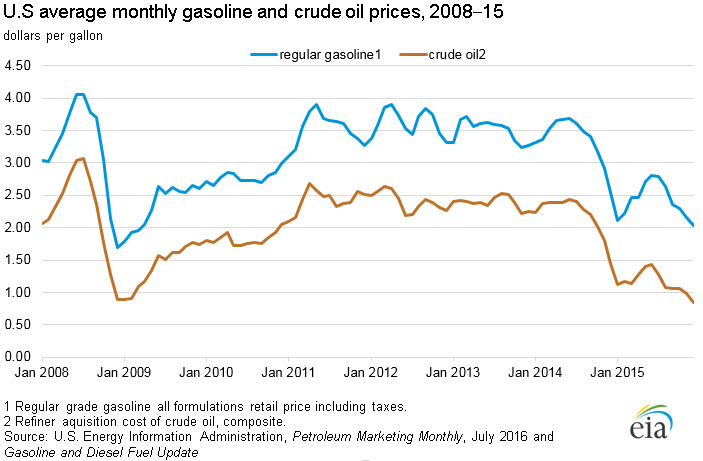 U.S average monthly gasoline and crude oil prices, 2008–15
dollars per gallon
regular gasoline1 crude oil2
4.50
4.00
3.50
3.00
2.50
2.00
1.50
1.00
0.50
0.00
Jan 2008 Jan 2009 Jan 2010 Jan 2011 Jan 2012 Jan 2013 Jan 2014 Jan 2015
1 Regular grade gasoline all formulations retail price including taxes.
2 Refiner aquisition cost of crude oil, composite.
Source: U.S. Energy Information Administration, Petroleum Marketing Monthly, July 2016 and
Gasoline and Diesel Fuel Update
eia